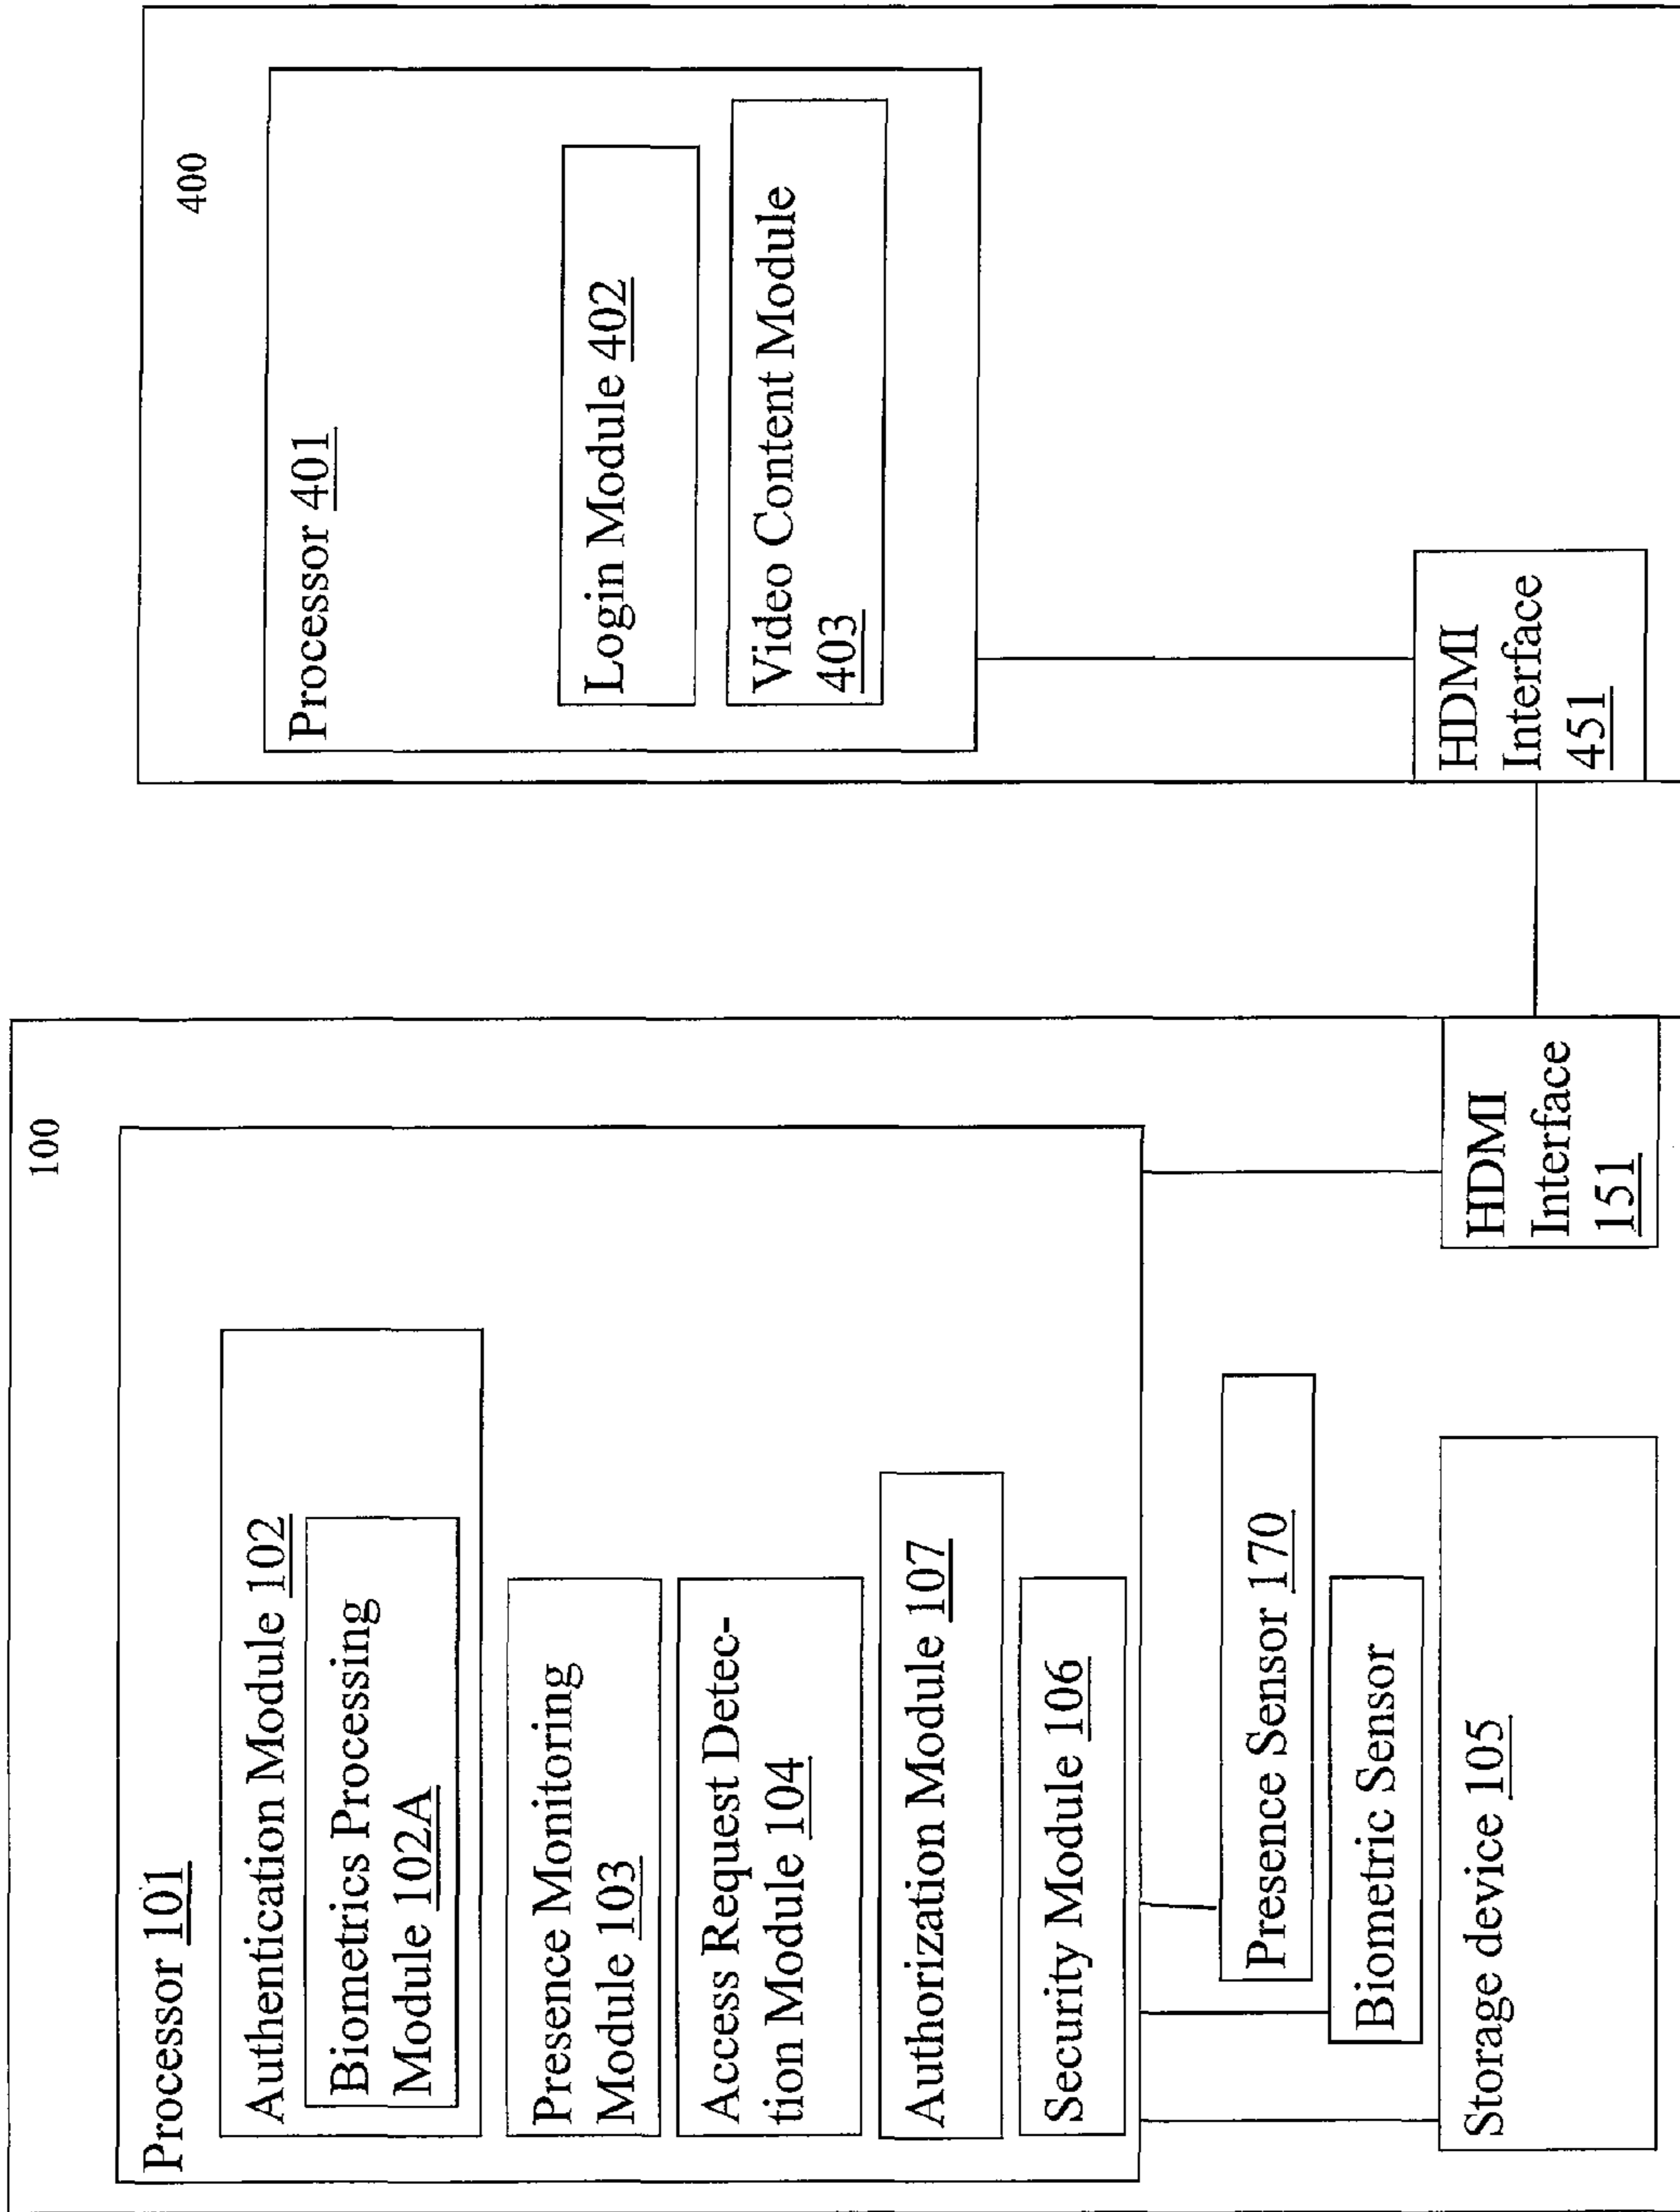 100
Processor 101
Authentication Module 102
Biometrics Processing
Module 102A
Presence Monitoring
Module 103
Access Request Detec-
tion Module 104
Authorization Module 107
Security Module 106
Presence Sensor 170
Biometric Sensor
Storage device 105
HDMI
Interface
151
400
Processor 401
Login Module 402
Video Content Module
403
HDMI
Interface
451